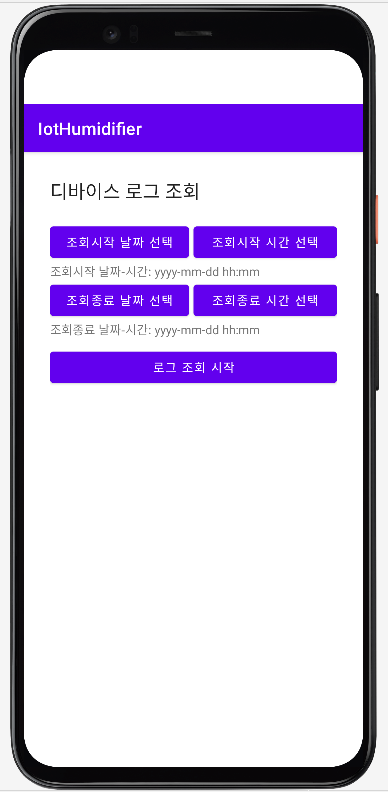 IotHumidifier
디바이스 로그 조회
조회시작 날짜 선택 조회시작 시간 선택
조회시작 날짜-시간: yyyy-mm-dd hh:mm
조회종료 날짜 선택 조회종료 시간 선택
조회종료 날짜-시간: yyyy-mm-dd hh:mm
로그 조회 시작